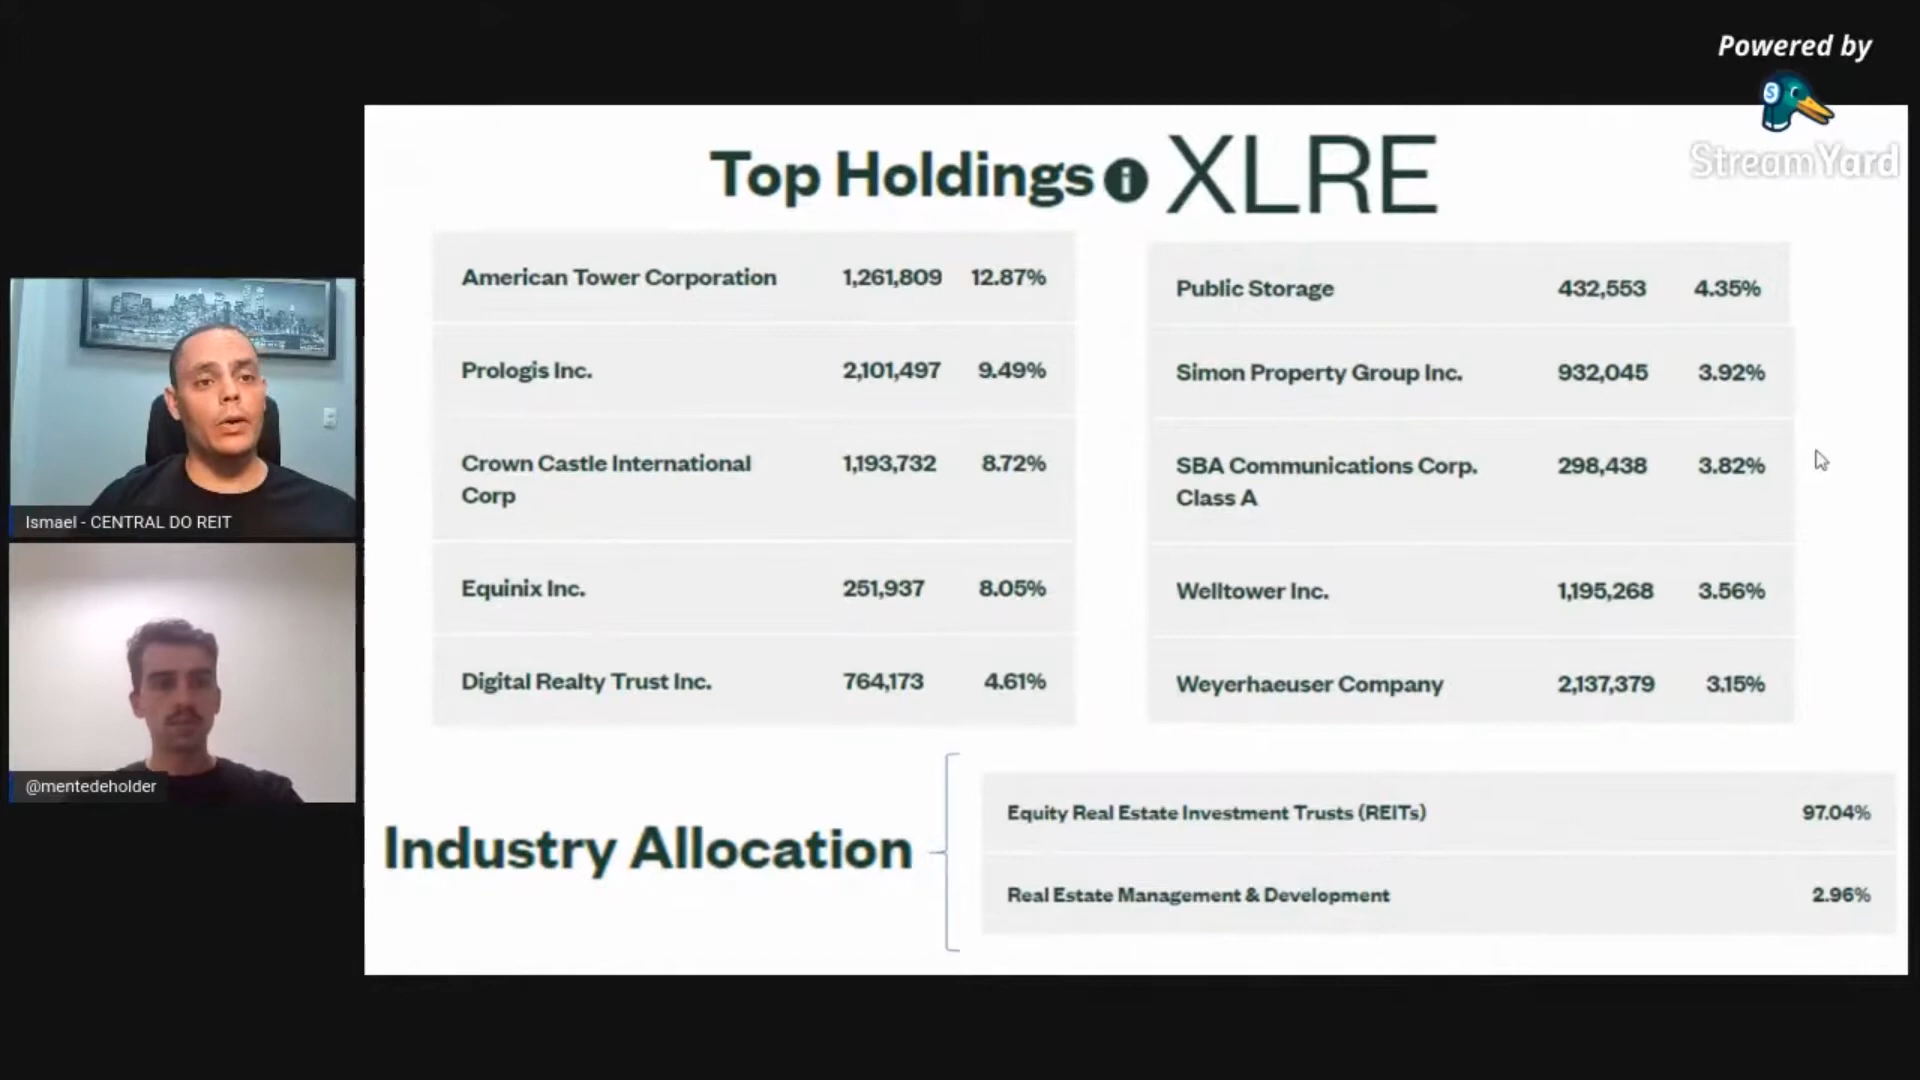 Powered by
StreamYard
Top Holdings i XLRE
American Tower Corporation 1,261,809 12.87%
Prologis Inc. 2,101,497 9.49%
Crown Castle International 1,193,732 8.72%
Corp
Equinix Inc. 251,937 8.05%
Digital Realty Trust Inc. 764,173 4.61%
Public Storage 432,553 4.35%
Simon Property Group Inc. 932,045 3.92%
SBA Communications Corp. 298,438 3.82%
Class A
Welltower Inc. 1,195,268 3.56%
Weyerhaeuser Company 2,137,379 3.15%
Industry Allocation
Equity Real Estate Investment Trusts (REITs) 97.04%
Real Estate Management & Development 2.96%
Ismael - CENTRAL DO REIT
@mentedeholder